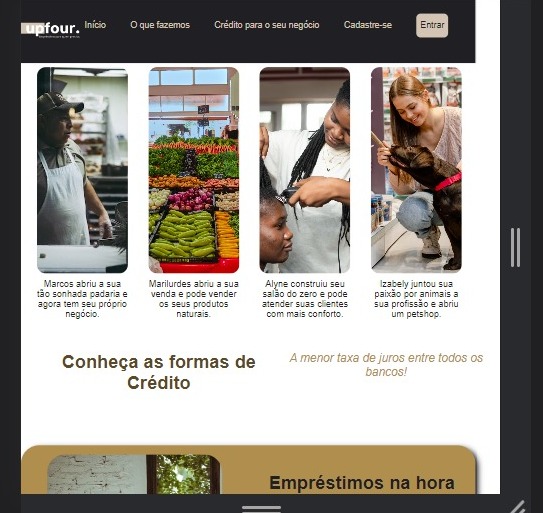 upfour.
Início
O que fazemos
Crédito para o seu negócio
Cadastre-se
Entrar
Marcos abriu a sua
tão sonhada padaria e
agora tem seu próprio
negócio.
Marilurdes abriu a sua
venda e pode vender
os seus produtos
naturais.
Alyne construiu seu
salão do zero e pode
atender suas clientes
com mais conforto.
Izabely juntou sua
paixão por animais a
sua profissão e abriu
um petshop.
Conheça as formas de
Crédito
A menor taxa de juros entre todos os
bancos!
Empréstimos na hora